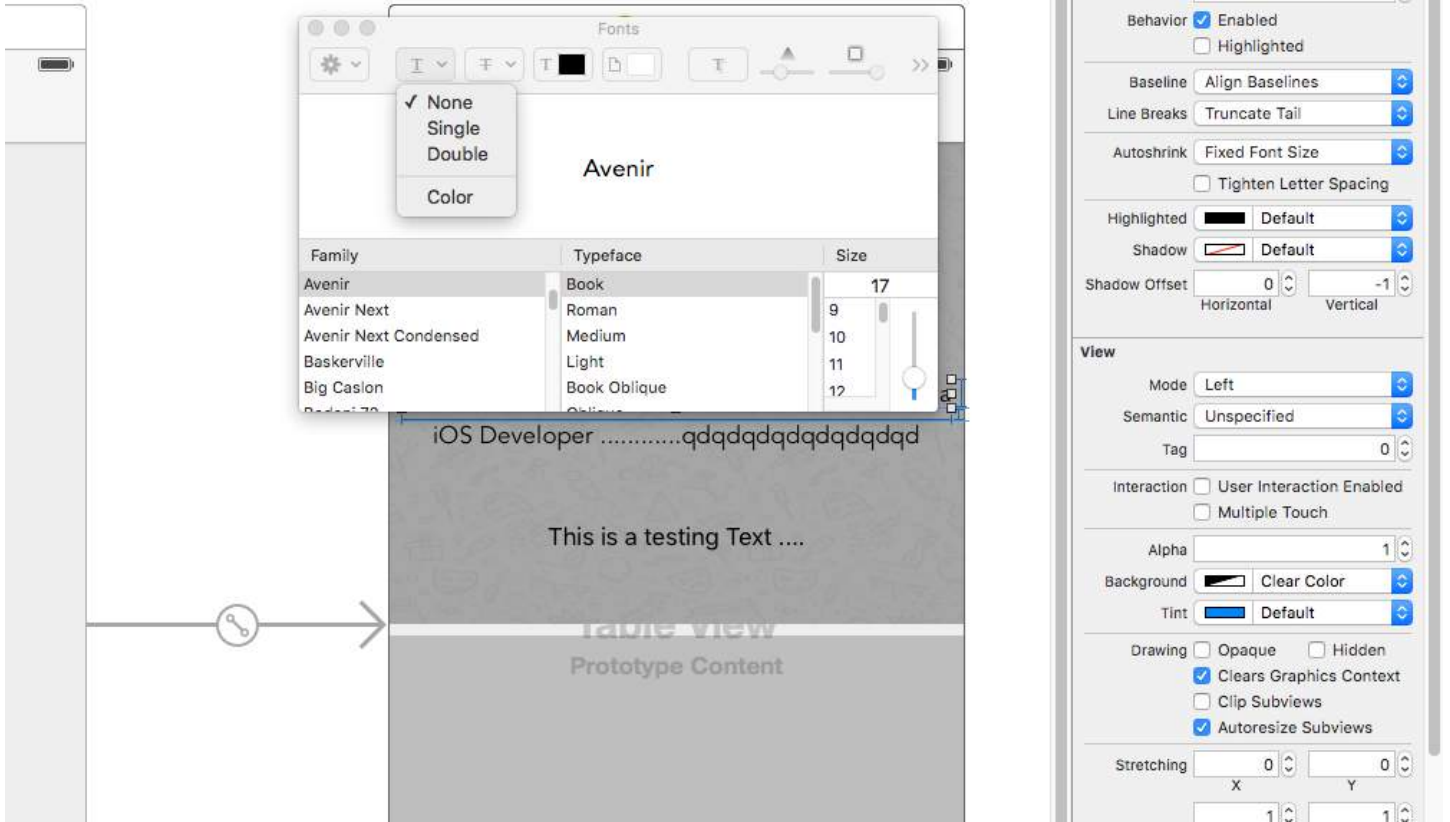 Fonts
T T T T
None
Single
Double
Color
Avenir
Family Typeface Size
Avenir Book 17
Avenir Next Roman 9
Avenir Next Condensed Medium 10
Baskerville Light 11
Big Caslon Book Oblique 12
iOS Developer ............qdqdqdqdqdqdqdqd
This is a testing Text ....
Table View
Prototype Content
Behavior Enabled
Highlighted
Baseline Align Baselines
Line Breaks Truncate Tail
Autoshrink Fixed Font Size
Tighten Letter Spacing
Highlighted Default
Shadow Default
Shadow Offset 0 -1
Horizontal Vertical
View
Mode Left
Semantic Unspecified
Tag 0
Interaction User Interaction Enabled
Multiple Touch
Alpha 1
Background Clear Color
Tint Default
Drawing Opaque Hidden
Clears Graphics Context
Clip Subviews
Autoresize Subviews
Stretching 0 0
X Y
1 1